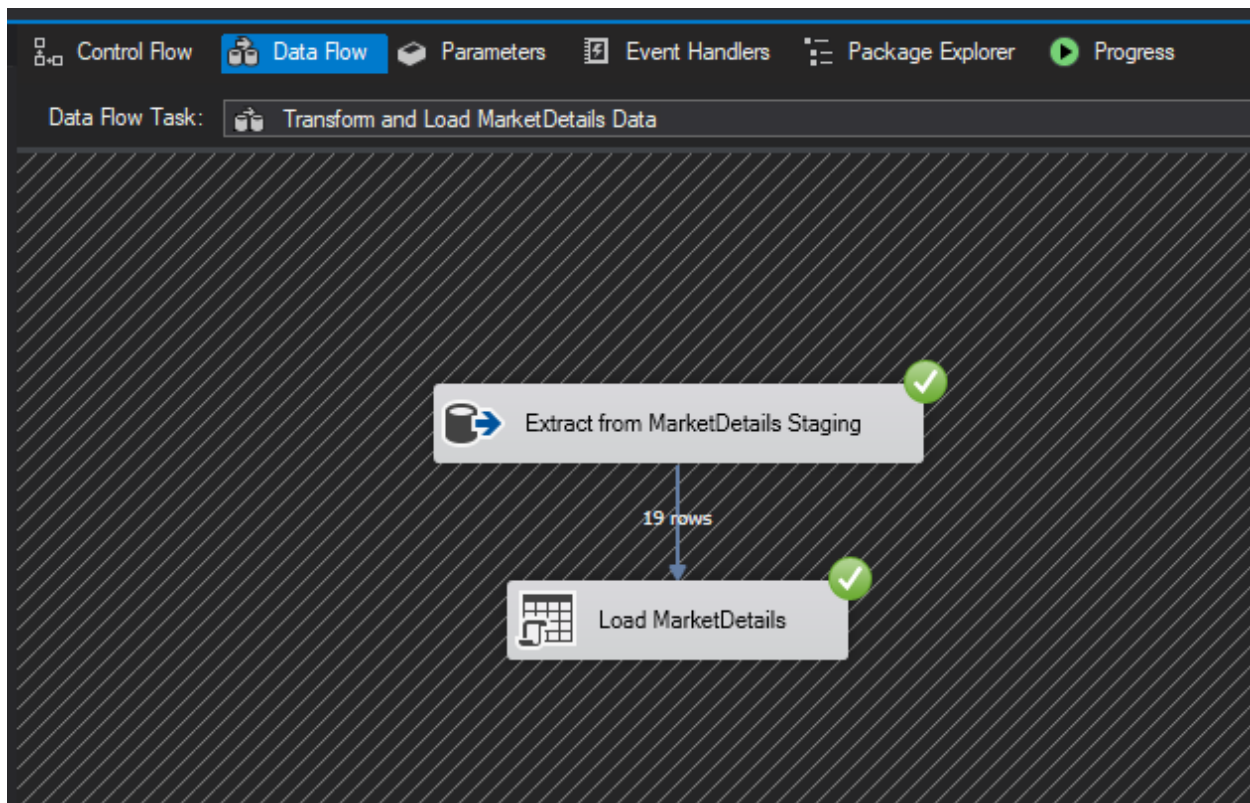 Control Flow Data Flow Parameters Event Handlers Package Explorer Progress
Data Flow Task: Transform and Load MarketDetails Data
Extract from MarketDetails Staging
19 rows
Load MarketDetails